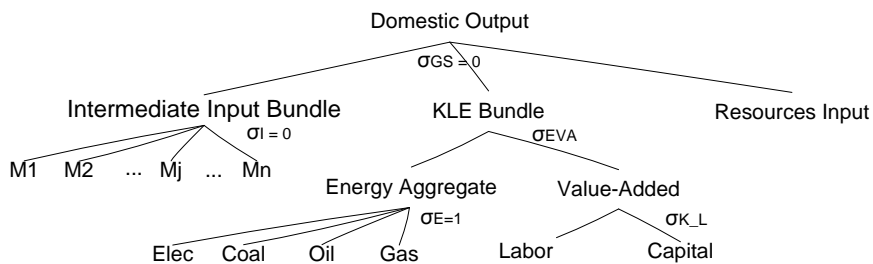 Domestic Output
σGS = 0
Intermediate Input Bundle KLE Bundle Resources Input
σI = 0 σEVA
M1 M2 ... Mj ... Mn
Energy Aggregate Value-Added
σE=1 σK_L
Elec Coal Oil Gas Labor Capital